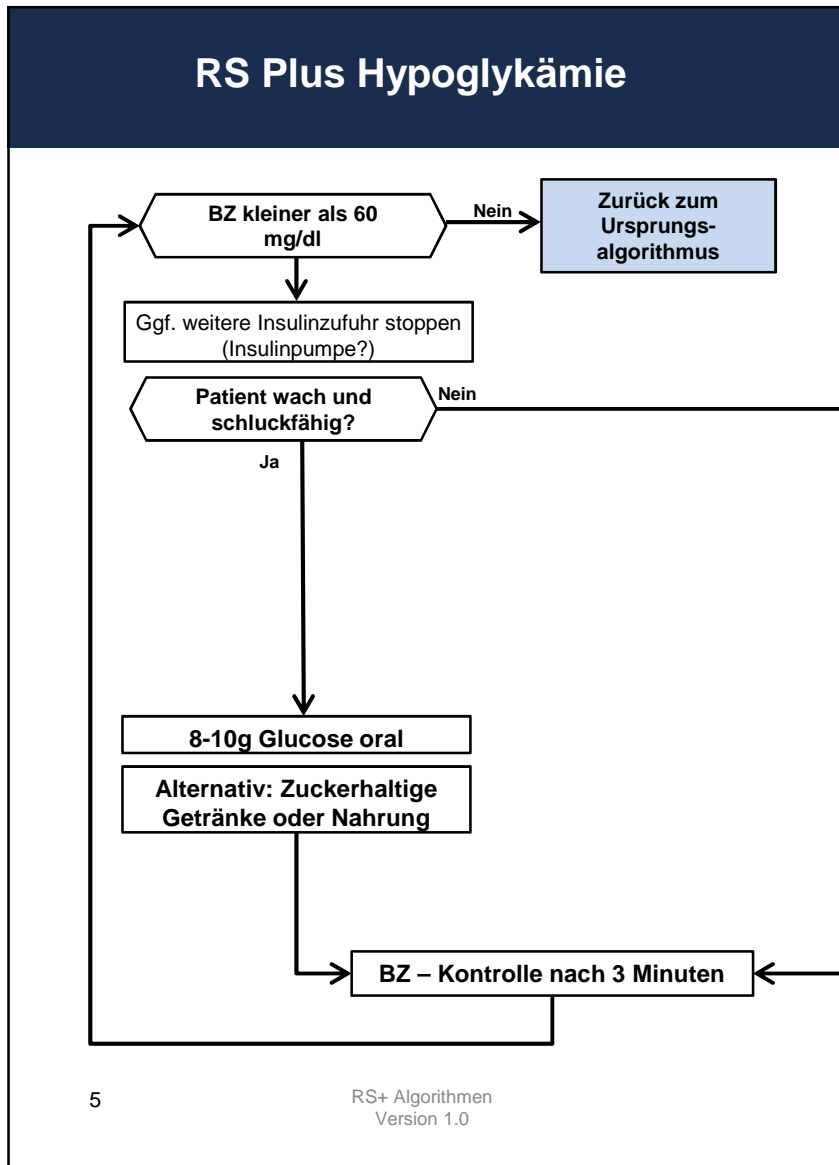 RS Plus Hypoglykämie
BZ kleiner als 60
mg/dl
Nein
Zurück zum
Ursprungs-
algorithmus
Ggf. weitere Insulinzufuhr stoppen
(Insulinpumpe?)
Patient wach und
schluckfähig?
Nein
Ja
8-10g Glucose oral
Alternativ: Zuckerhaltige
Getränke oder Nahrung
BZ – Kontrolle nach 3 Minuten
5
RS+ Algorithmen
Version 1.0